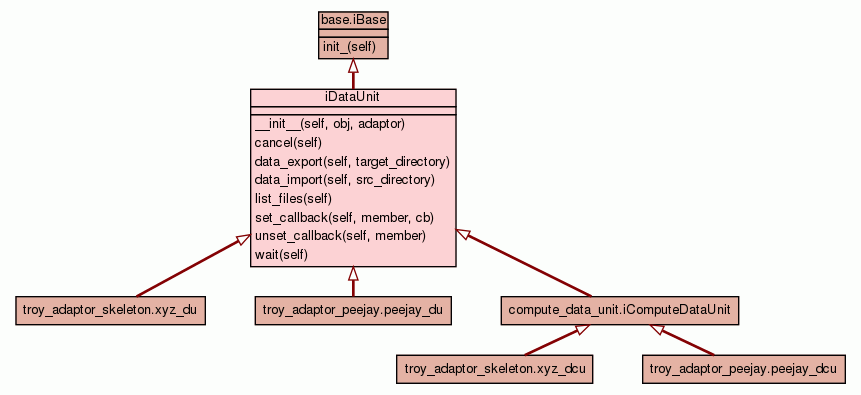 base.iBase
init_(self)
iDataUnit
__init__(self, obj, adaptor)
cancel(self)
data_export(self, target_directory)
data_import(self, src_directory)
list_files(self)
set_callback(self, member, cb)
unset_callback(self, member)
wait(self)
troy_adaptor_skeleton.xyz_du
troy_adaptor_peejay.peejay_du
compute_data_unit.iComputeDataUnit
troy_adaptor_skeleton.xyz_dcu
troy_adaptor_peejay.peejay_dcu